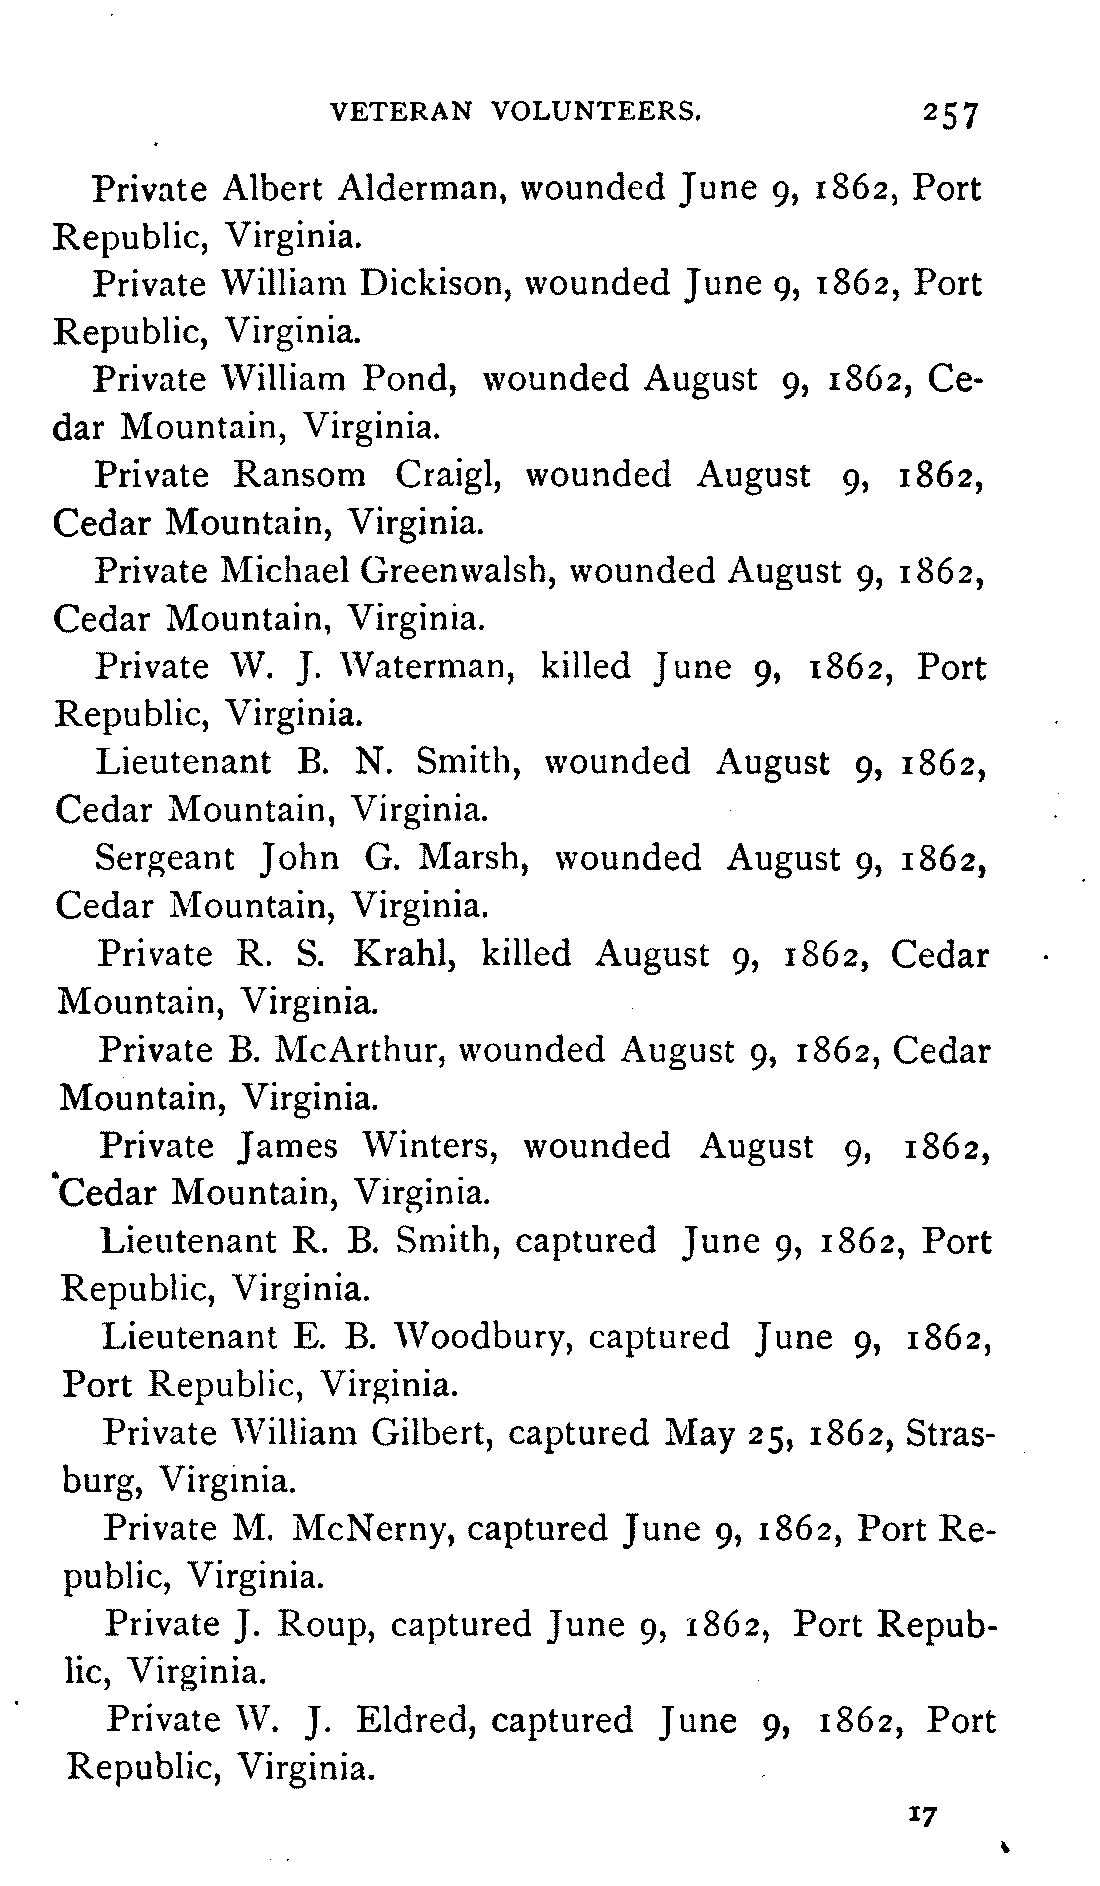 VETERAN VOLUNTEERS. 257
Private Albert Alderman, wounded June 9, 1862, Port
Republic, Virginia.
Private William Dickison, wounded June 9, 1862, Port
Republic, Virginia.
Private William Pond, wounded August 9, 1862, Ce-
dar Mountain, Virginia.
Private Ransom Craigl, wounded August 9, 1862,
Cedar Mountain, Virginia.
Private Michael Greenwalsh, wounded August 9, 1862,
Cedar Mountain, Virginia.
Private W. J. Waterman, killed June 9, 1862, Port
Republic, Virginia.
Lieutenant B. N. Smith, wounded August 9, 1862,
Cedar Mountain, Virginia.
Sergeant John G. Marsh, wounded August 9, 1862,
Cedar Mountain, Virginia.
Private R. S. Krahl, killed August 9, 1862, Cedar
Mountain, Virginia.
Private B. McArthur, wounded August 9, 1862, Cedar
Mountain, Virginia.
Private James Winters, wounded August 9, 1862,
Cedar Mountain, Virginia.
Lieutenant R. B. Smith, captured June 9, 1862, Port
Republic, Virginia.
Lieutenant E. B. Woodbury, captured June 9, 1862,
Port Republic, Virginia.
Private William Gilbert, captured May 25, 1862, Stras-
burg, Virginia.
Private M. McNerny, captured June 9, 1862, Port Re-
public, Virginia.
Private J. Roup, captured June 9, 1862, Port Repub-
lic, Virginia.
Private W. J. Eldred, captured June 9, 1862, Port
Republic, Virginia.
17